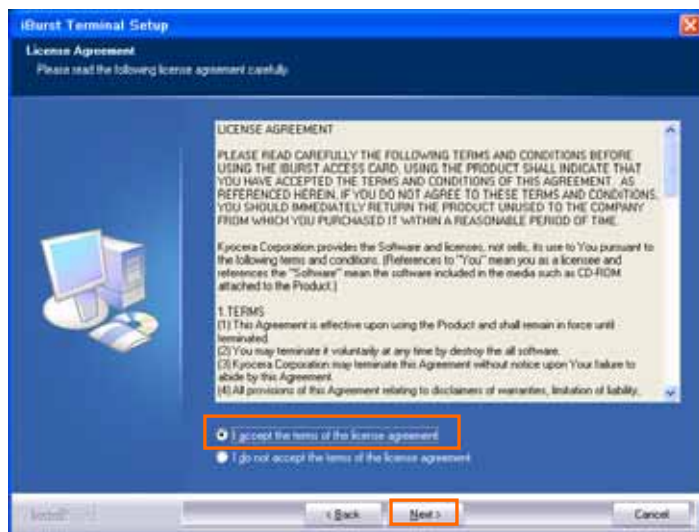 iBurst Terminal Setup
License Agreement
Please read the following license agreement carefully.
LICENSE AGREEMENT
PLEASE READ CAREFULLY THE FOLLOWING TERMS AND CONDITIONS BEFORE
USING THE IBURST ACCESS CARD, USING THE PRODUCT SHALL INDICATE THAT
YOU HAVE ACCEPTED THE TERMS AND CONDITIONS OF THIS AGREEMENT . AS
REFERENCED HEREIN, IF YOU DO NOT AGREE TO THESE TERMS AND CONDITIONS,
YOU SHOULD IMMEDIATELY RETURN THE PRODUCT UNUSED TO THE COMPANY
FROM WHICH YOU PURCHASED IT WITHIN A REASONABLE PERIOD OF TIME.
Kyocera Corporation provides the Software and licenses, not sells, its use to You pursuant to
the following terms and conditions. (References to "You" mean you as a licensee and
references the "Software" mean the software included in the media such as CD-ROM
attached to the Product.)
1.TERMS
(1) This Agreement is effective upon using the Product and shall remain in force until
terminated.
(2) You may terminate it voluntarily at any time by destroy the all software.
(3) Kyocera Corporation may terminate this Agreement without notice upon Your failure to
abide by this Agreement.
(4) All provisions of this Agreement relating to disclaimers of warranties, limitation of liability,
I accept the terms of the license agreement
I do not accept the terms of the license agreement
< Back
Next >
Cancel